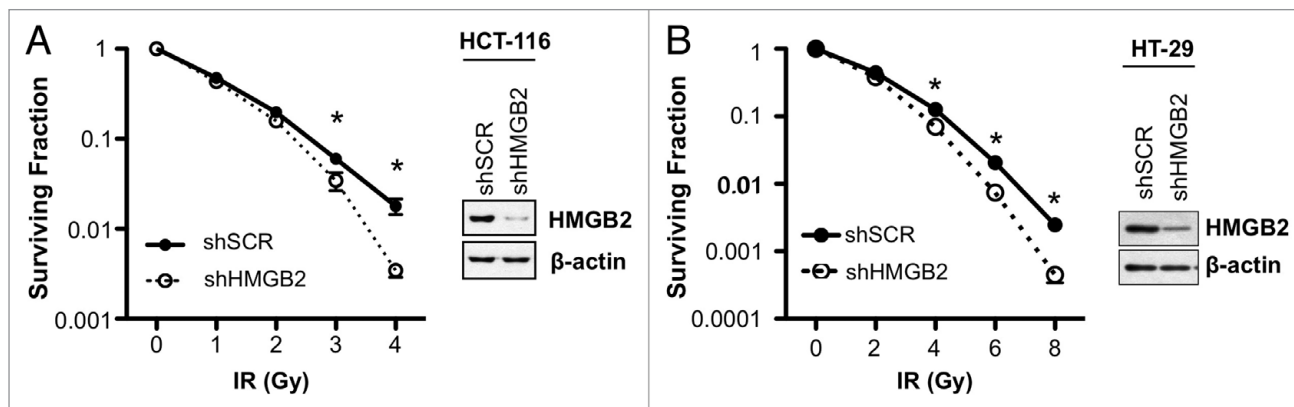 A
HCT-116
Surviving Fraction
1
0.1
0.01
0.001
*
*
shSCR
shHMGB2
0 1 2 3 4
IR (Gy)
shSCR
shHMGB2
HMGB2
β-actin
B
HT-29
Surviving Fraction
1
0.1
0.01
0.001
0.0001
*
*
*
shSCR
shHMGB2
0 2 4 6 8
IR (Gy)
shSCR
shHMGB2
HMGB2
β-actin